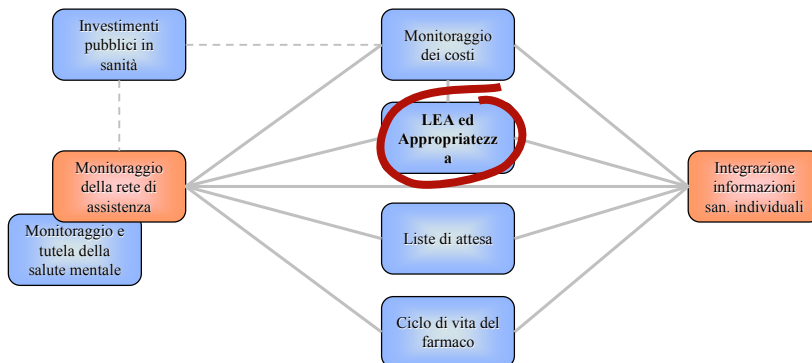 Investimenti
pubblici in
sanità
Monitoraggio
dei costi
LEA ed
Appropriatezz
a
Monitoraggio
della rete di
assistenza
Integrazione
informazioni
san. individuali
Monitoraggio e
tutela della
salute mentale
Liste di attesa
Ciclo di vita del
farmaco